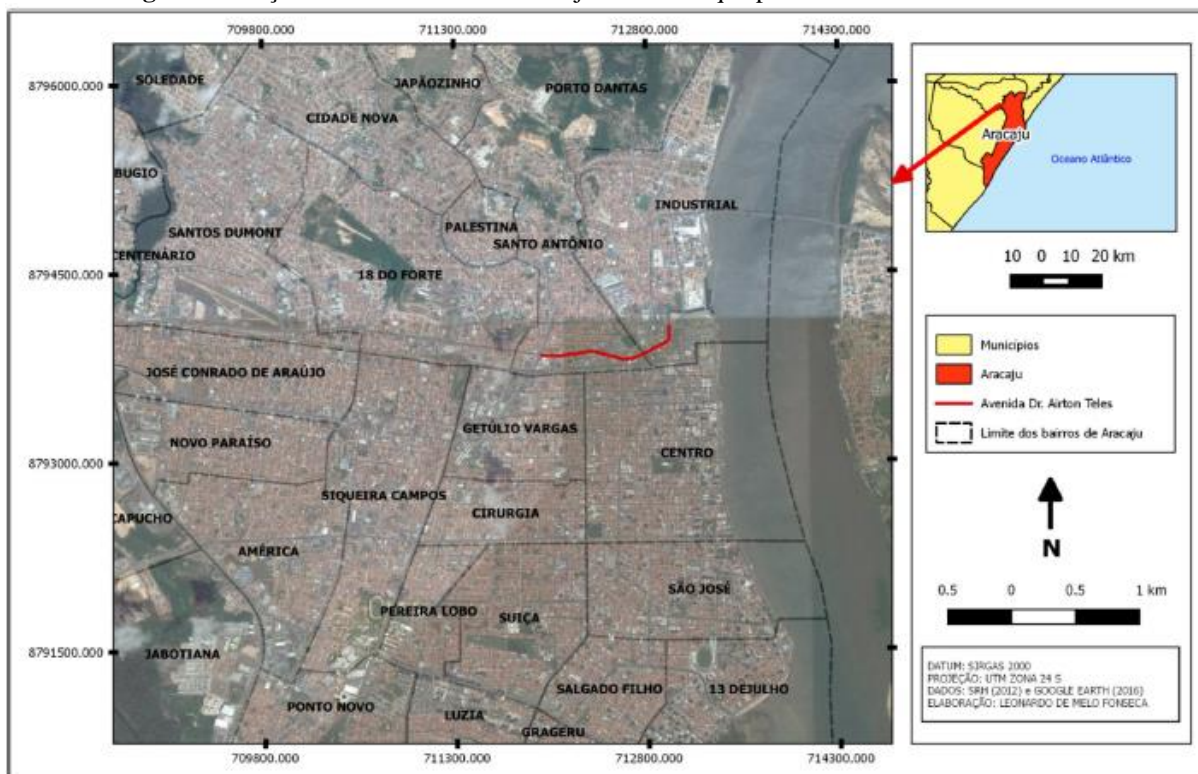 709800.000 711300.000 712800.000 714300.000
8796000.000
8794500.000
8793000.000
8791500.000
SOLEDADE
JAPÃOZINHO
PORTO DANTAS
CIDADE NOVA
BUGIO
INDUSTRIAL
PALESTINA
SANTOS DUMONT
SANTO ANTÔNIO
CENTENÁRIO
18 DO FORTE
JOSÉ CONRADO DE ARAÚJO
GETÚLIO VARGAS
NOVO PARAÍSO
CENTRO
SIQUEIRA CAMPOS
CIRURGIA
CAPUCHO
AMÉRICA
SÃO JOSÉ
PEREIRA LOBO
SUIÇA
JABOTIANA
SALGADO FILHO
13 DEJULHO
PONTO NOVO
LUZIA
GRAGERU
709800.000 711300.000 712800.000 714300.000
Aracaju
Oceano Atlântico
10 0 10 20 km
Municípios
Aracaju
Avenida Dr. Airton Teles
Limite dos bairros de Aracaju
N
0.5 0 0.5 1 km
DATUM: SIRGAS 2000
PROJEÇÃO: UTM ZONA 24 S
DADOS: SRH (2012) e GOOGLE EARTH (2016)
ELABORAÇÃO: LEONARDO DE MELO FONSECA